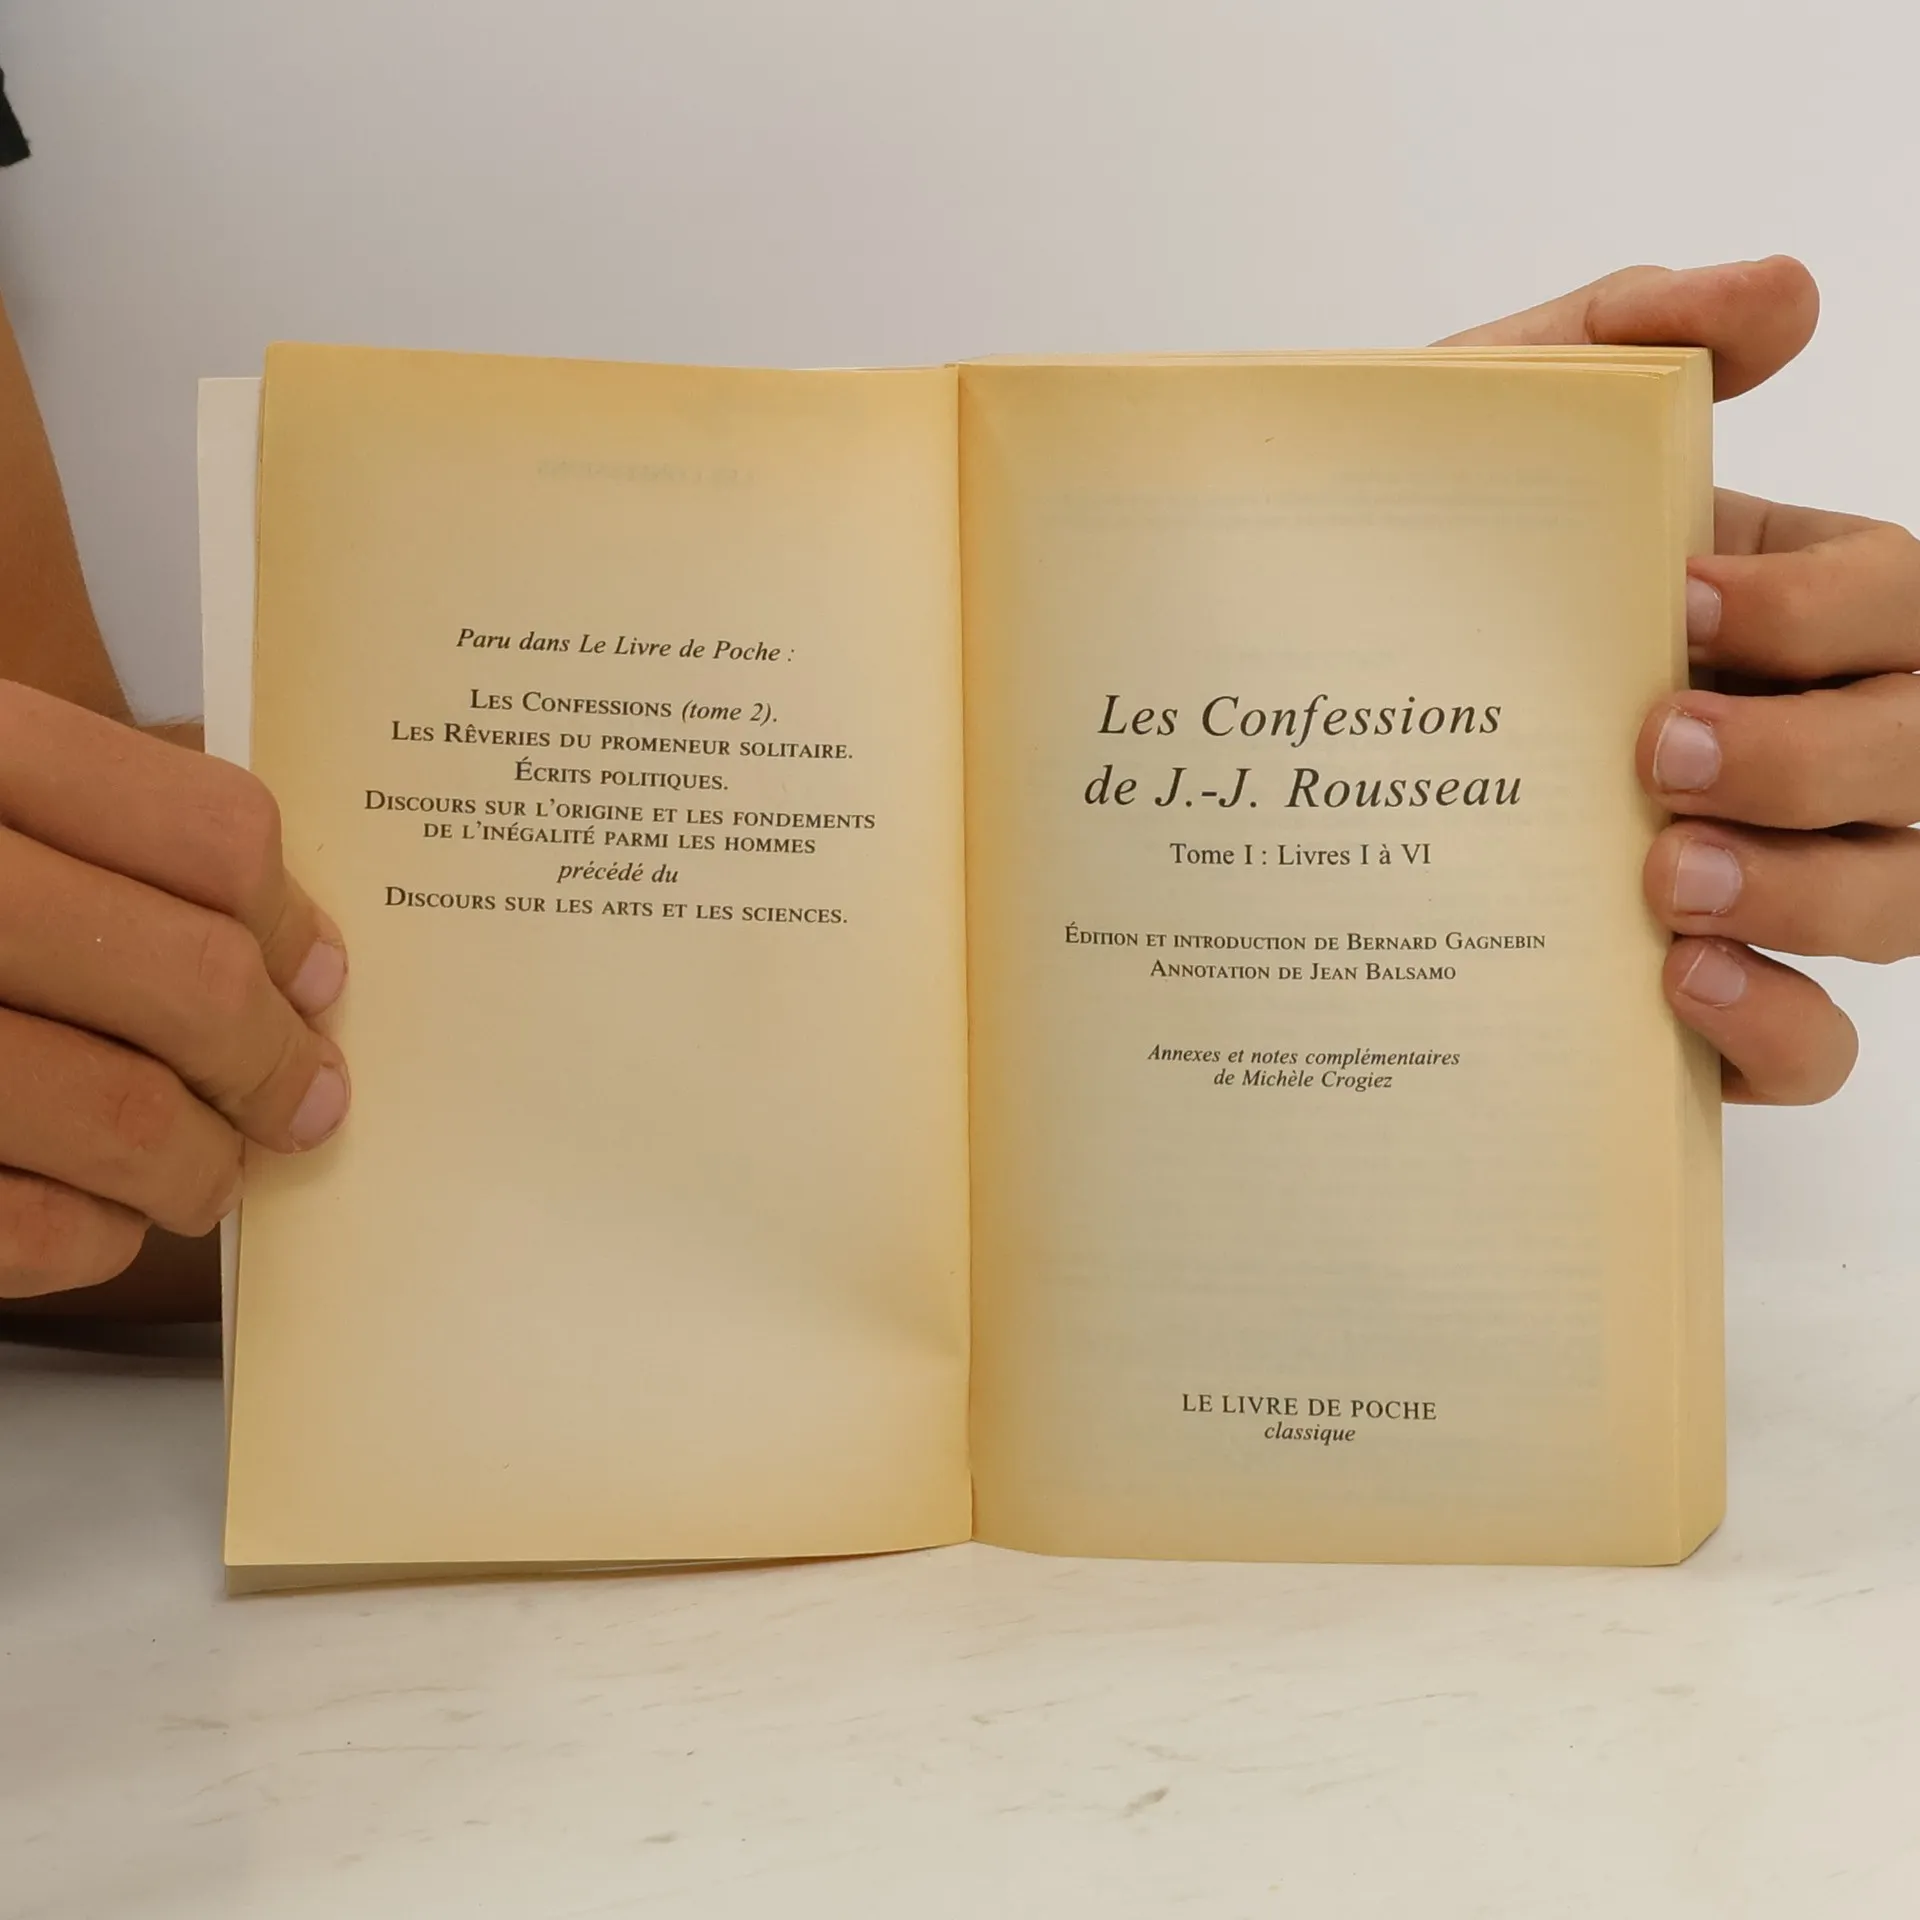 Paru dans Le Livre de Poche :
LES CONFESSIONS (tome 2).
LES RÊVERIES DU PROMENEUR SOLITAIRE.
ÉCRITS POLITIQUES.
DISCOURS SUR L'ORIGINE ET LES FONDEMENTS
DE L'INÉGALITÉ PARMI LES HOMMES
précédé du
DISCOURS SUR LES ARTS ET LES SCIENCES.
Les Confessions
de J.-J. Rousseau
Tome I : Livres I à VI
ÉDITION ET INTRODUCTION DE BERNARD GAGNEBIN
ANNOTATION DE JEAN BALSAMO
Annexes et notes complémentaires
de Michèle Crogiez
LE LIVRE DE POCHE
classique